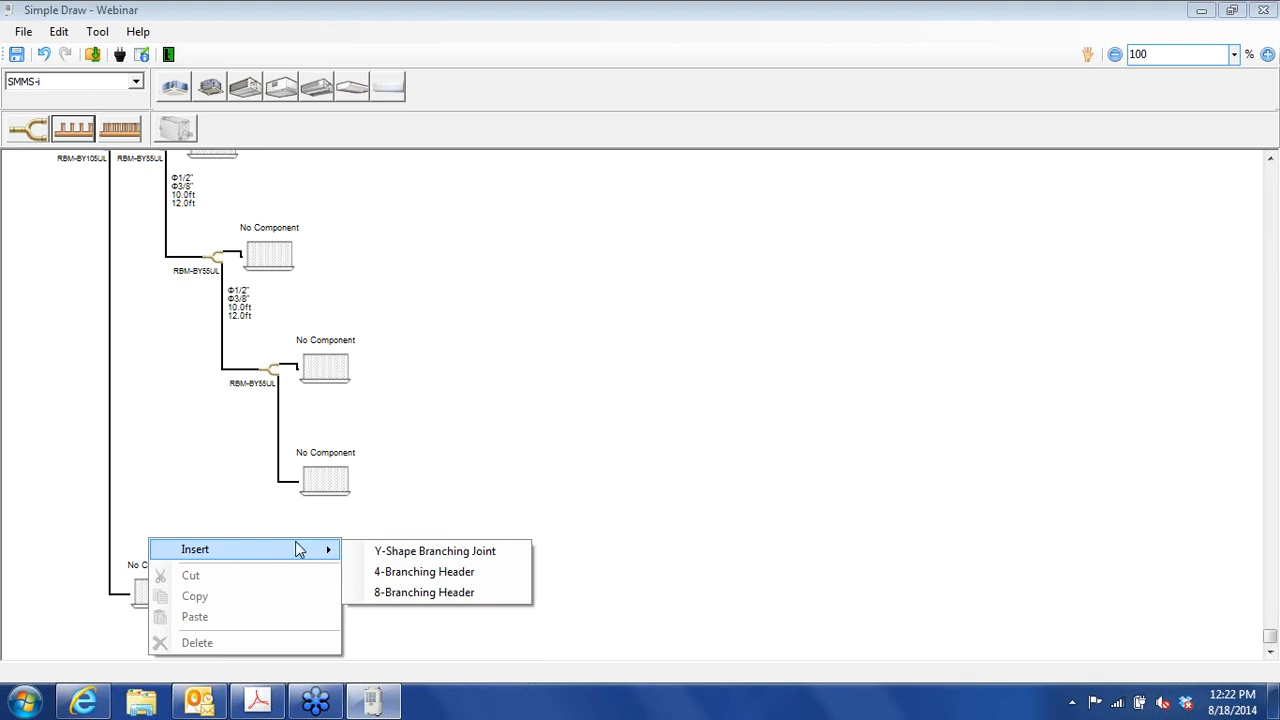 Simple Draw - Webinar
File Edit Tool Help
100 %
SMMS-i
RBM-BY105UL RBM-BY55UL
Φ1/2"
Φ3/8"
10.0ft
12.0ft
No Component
RBM-BY55UL
Φ1/2"
Φ3/8"
10.0ft
12.0ft
No Component
RBM-BY55UL
No Component
No C
Insert
Cut
Copy
Paste
Delete
Y-Shape Branching Joint
4-Branching Header
8-Branching Header
12:22 PM
8/18/2014